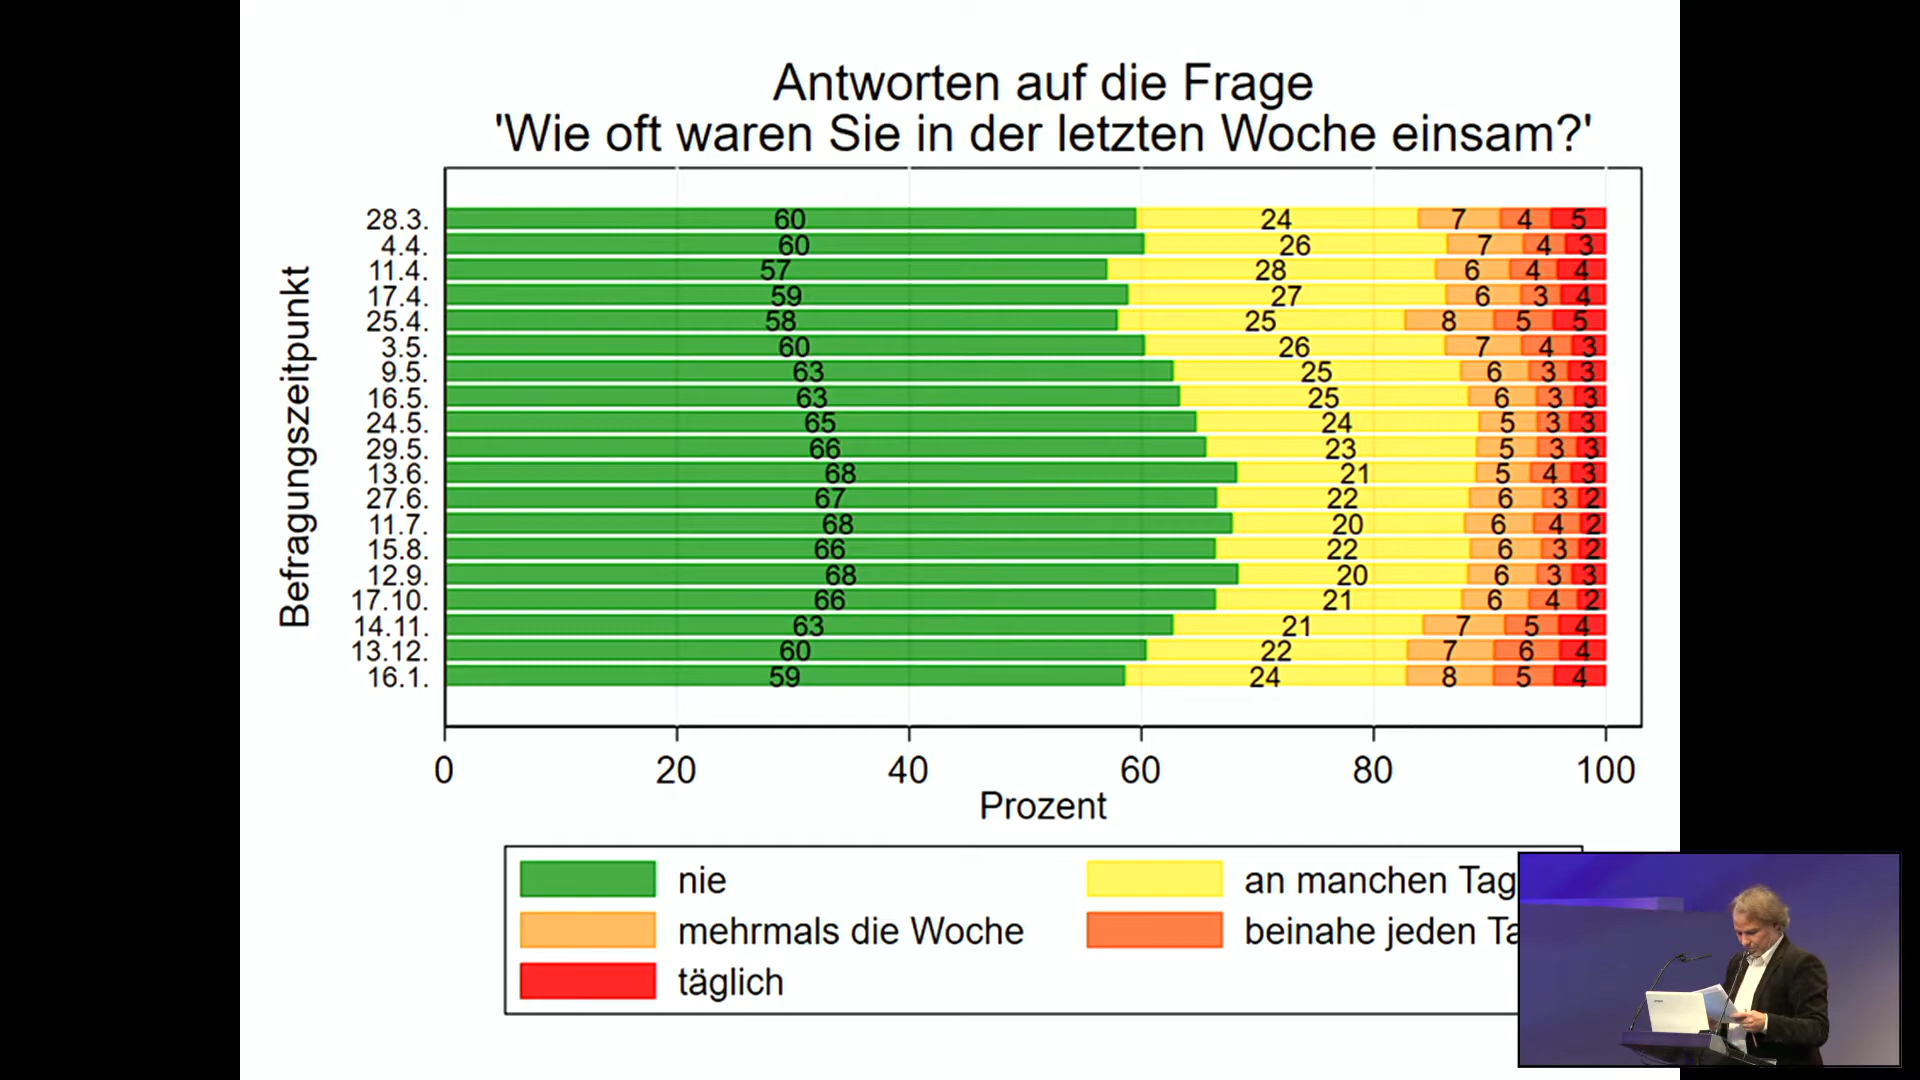 Antworten auf die Frage
'Wie oft waren Sie in der letzten Woche einsam?'
Befragungszeitpunkt
28.3. 60 24 7 4 5
4.4. 60 26 7 4 3
11.4. 57 28 6 4 4
17.4. 59 27 6 3 4
25.4. 58 25 8 5 5
3.5. 60 26 7 4 3
9.5. 63 25 6 3 3
16.5. 63 25 6 3 3
24.5. 65 24 5 3 3
29.5. 66 23 5 3 3
13.6. 68 21 5 4 3
27.6. 67 22 6 3 2
11.7. 68 20 6 4 2
15.8. 66 22 6 3 2
12.9. 68 20 6 3 3
17.10. 66 21 6 4 2
14.11. 63 21 7 5 4
13.12. 60 22 7 6 4
16.1. 59 24 8 5 4
0 20 40 60 80 100
Prozent
nie an manchen Tag
mehrmals die Woche beinahe jeden Ta
täglich